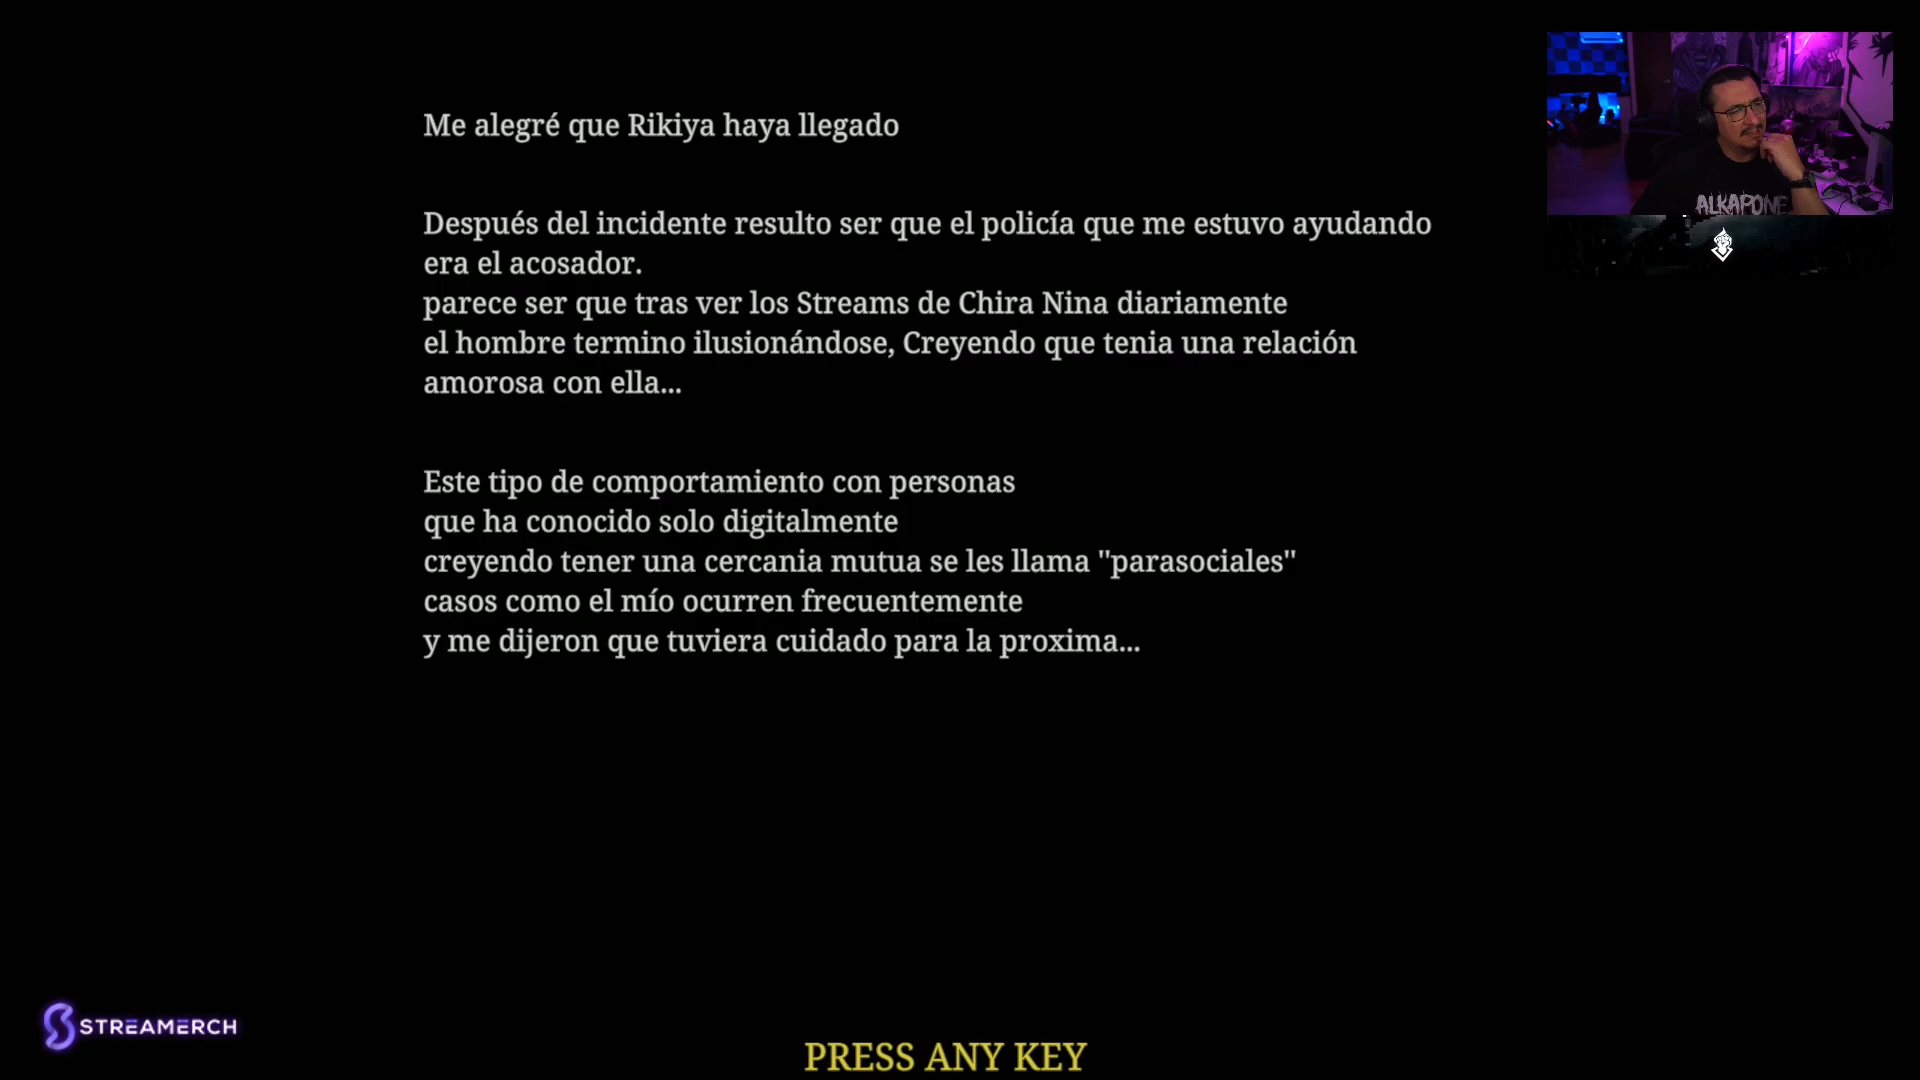 Me alegré que Rikiya haya llegado
Después del incidente resulto ser que el policía que me estuvo ayudando
era el acosador.
parece ser que tras ver los Streams de Chira Nina diariamente
el hombre termino ilusionándose, Creyendo que tenia una relación
amorosa con ella...
Este tipo de comportamiento con personas
que ha conocido solo digitalmente
creyendo tener una cercania mutua se les llama "parasociales"
casos como el mío ocurren frecuentemente
y me dijeron que tuviera cuidado para la proxima...
ALKAPONE
STREAMERCH
PRESS ANY KEY